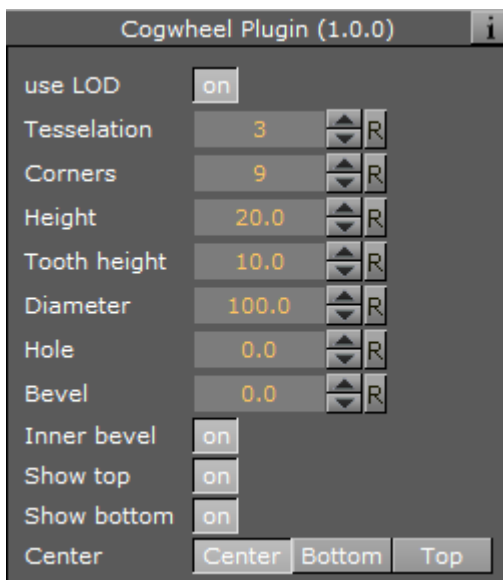 Cogwheel Plugin (1.0.0) i
use LOD on
Tesselation 3 R
Corners 9 R
Height 20.0 R
Tooth height 10.0 R
Diameter 100.0 R
Hole 0.0 R
Bevel 0.0 R
Inner bevel on
Show top on
Show bottom on
Center Center Bottom Top